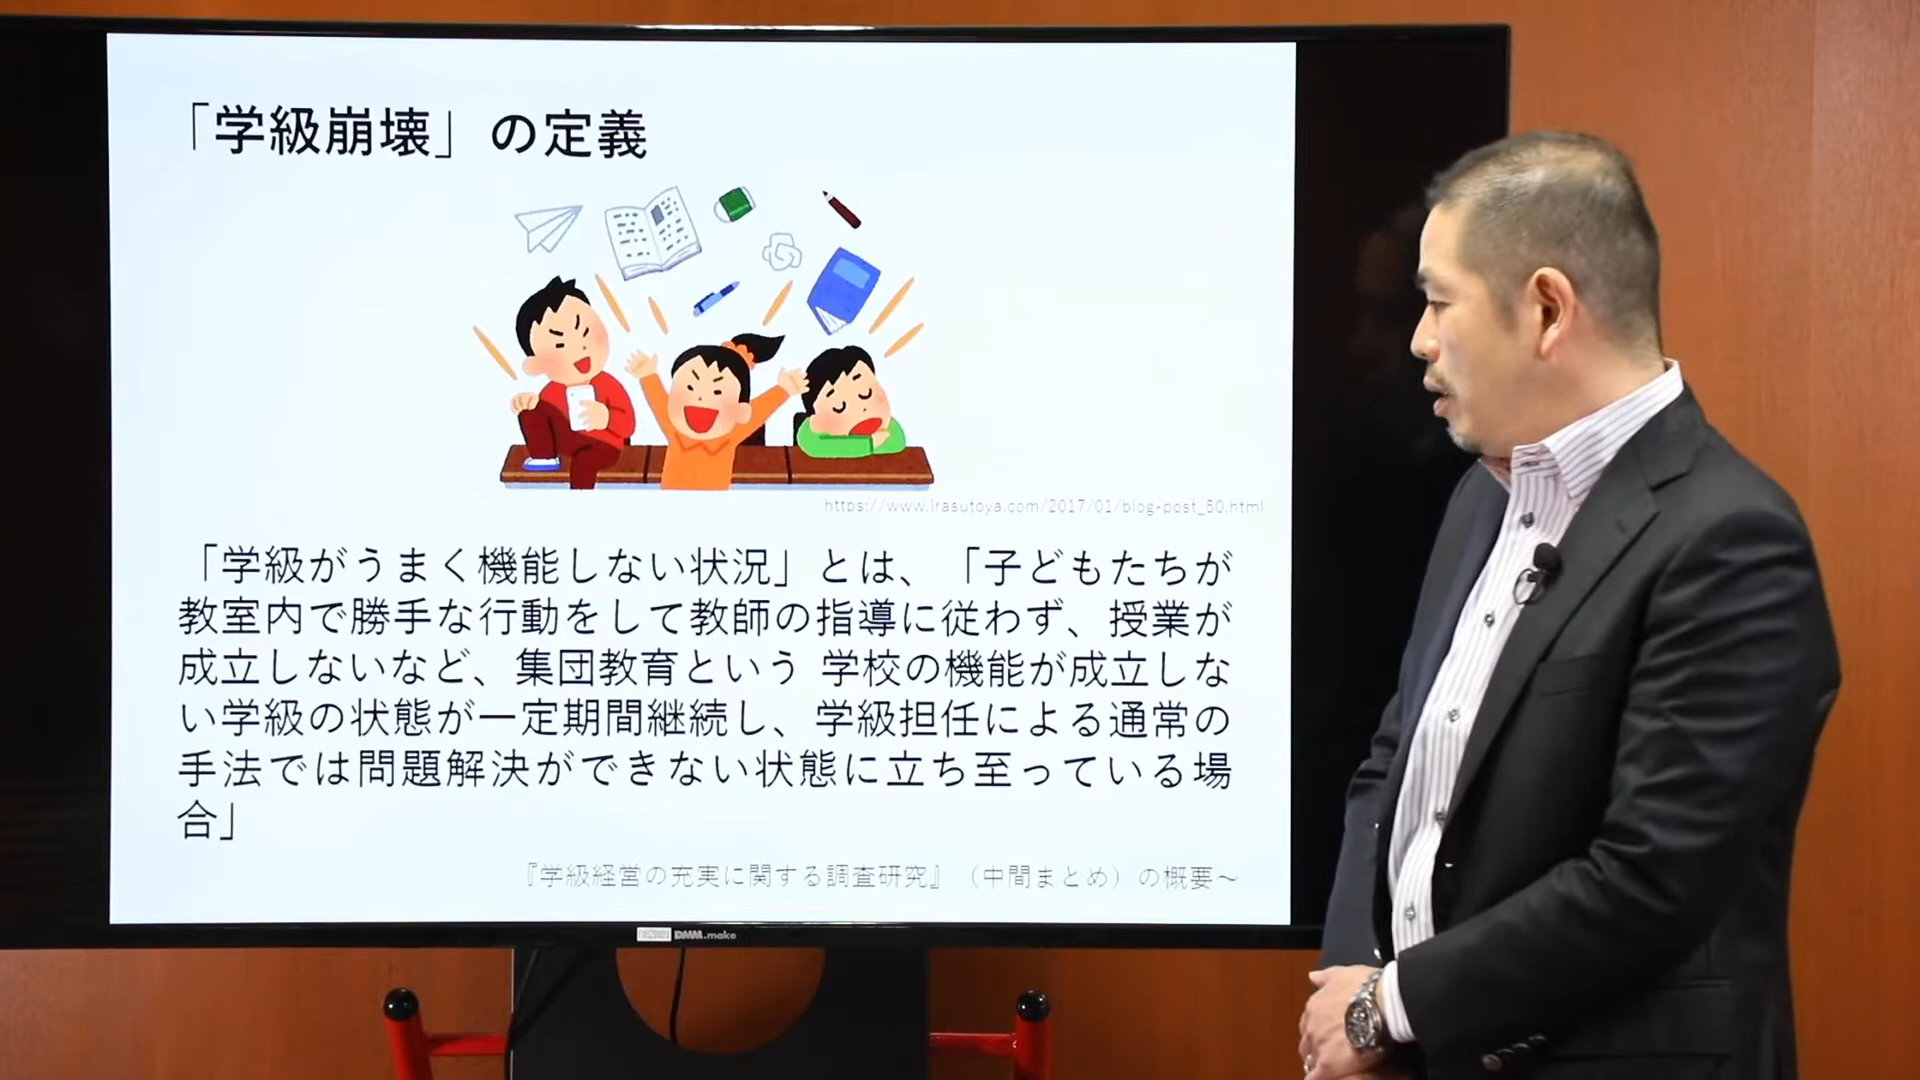 「学級崩壊」の定義
https://www.irasutoya.com/2017/01/blog-post_50.html
「学級がうまく機能しない状況」とは、「子どもたちが
教室内で勝手な行動をして教師の指導に従わず、授業が
成立しないなど、集団教育という 学校の機能が成立しな
い学級の状態が一定期間継続し、学級担任による通常の
手法では問題解決ができない状態に立ち至っている場
合」
『学級経営の充実に関する調査研究』（中間まとめ）の概要～
DMM.make